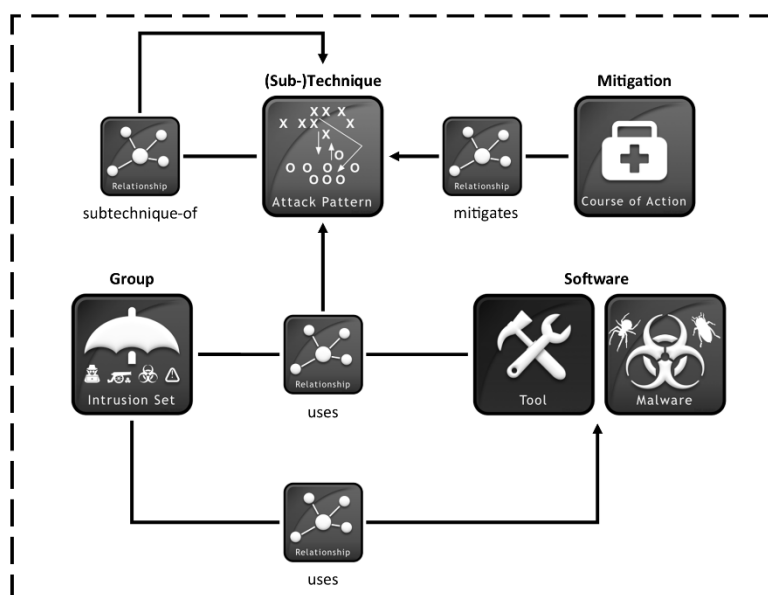 (Sub-)Technique
Mitigation
X X X X
X X X X
X
O
O O O O
O O O
Relationship
Attack Pattern
Relationship
Course of Action
subtechnique-of
mitigates
Group
Software
Relationship
Intrusion Set
Tool
Malware
uses
Relationship
uses